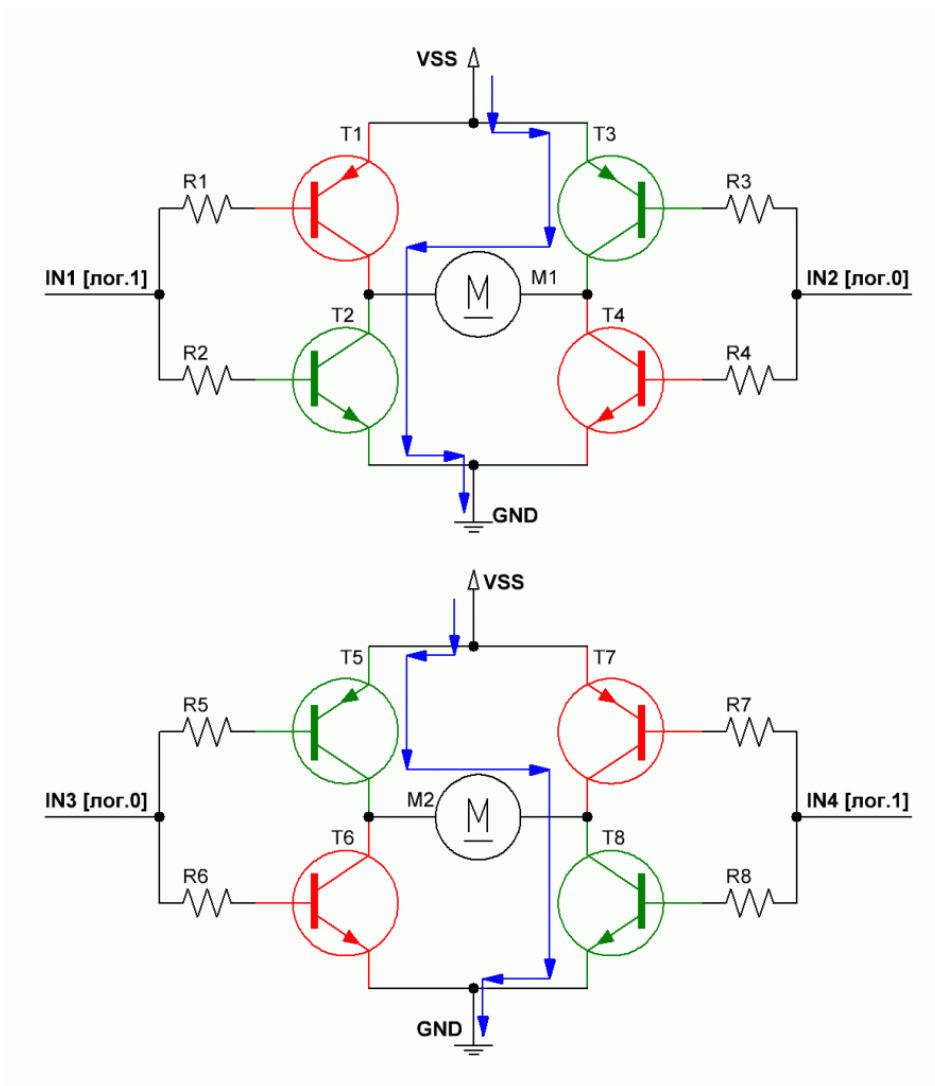 VSS
T1 T3
R1 R3
IN1 [лог.1] M M1 IN2 [лог.0]
T2 T4
R2 R4
GND
VSS
T5 T7
R5 R7
IN3 [лог.0] M2 M IN4 [лог.1]
T6 T8
R6 R8
GND